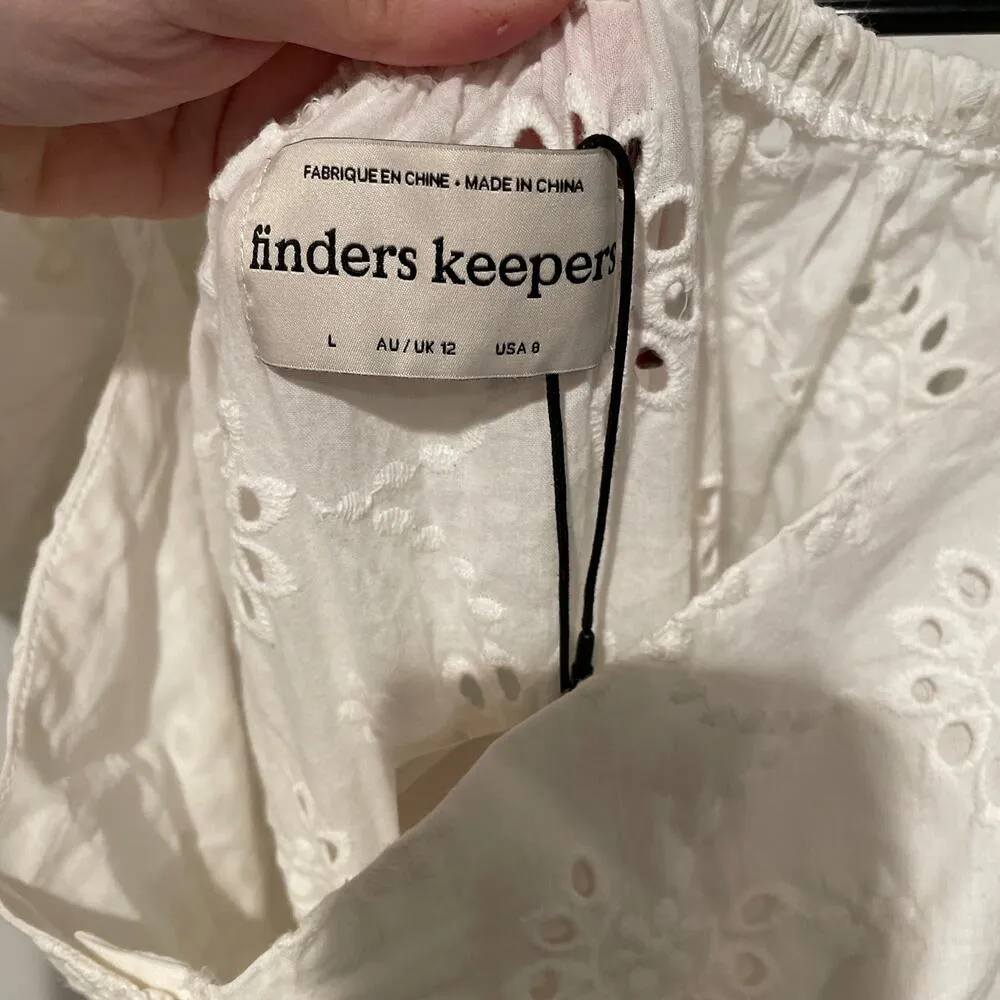 FABRIQUE EN CHINE • MADE IN CHINA
finders keepers
L AU / UK 12 USA 8